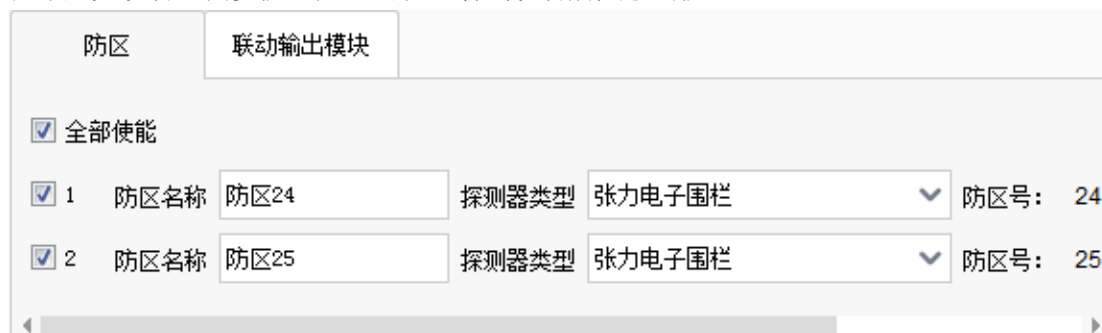 防区 联动输出模块
全部使能
1 防区名称 防区24 探测器类型 张力电子围栏 防区号： 24
2 防区名称 防区25 探测器类型 张力电子围栏 防区号： 25